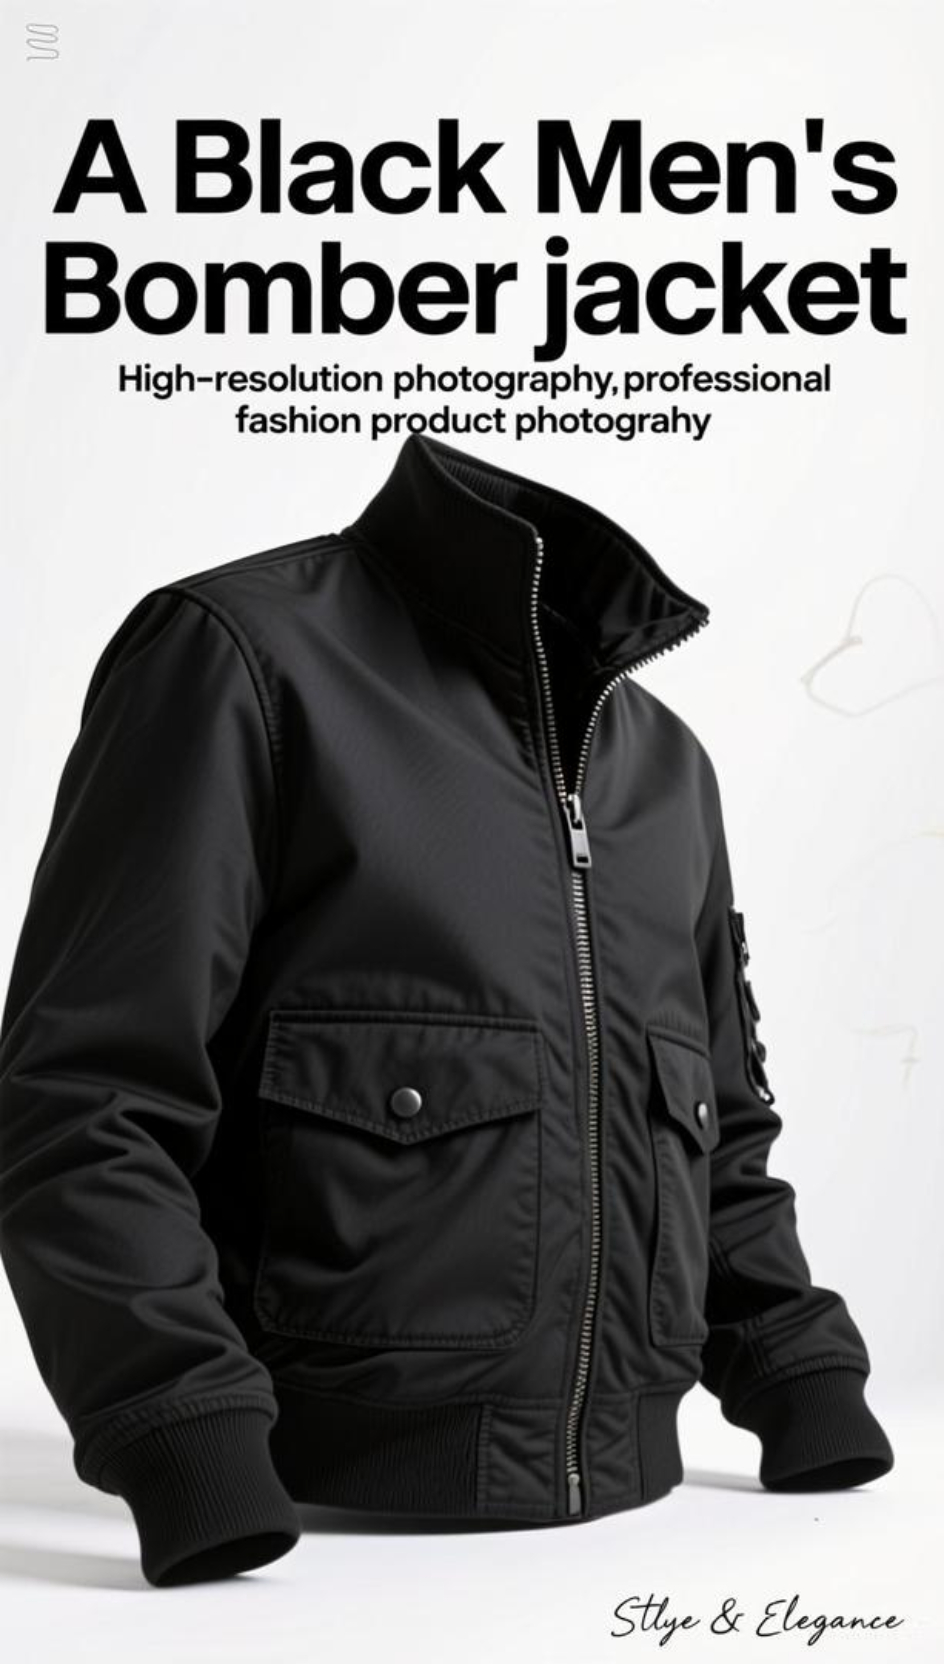 A Black Men's
Bomber jacket
High-resolution photography, professional
fashion product photograhy
Stlye & Elegance